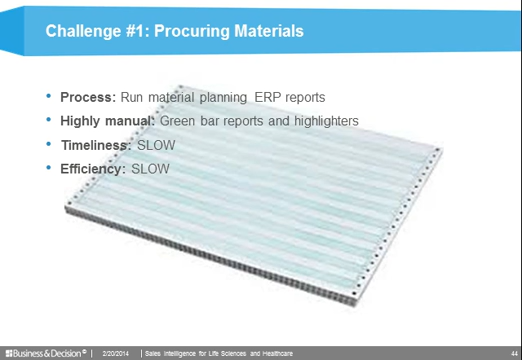 Challenge #1: Procuring Materials
• Process: Run material planning ERP reports
• Highly manual: Green bar reports and highlighters
• Timeliness: SLOW
• Efficiency: SLOW
Business & Decision © | 2/20/2014 | Sales Intelligence for Life Sciences and Healthcare 44